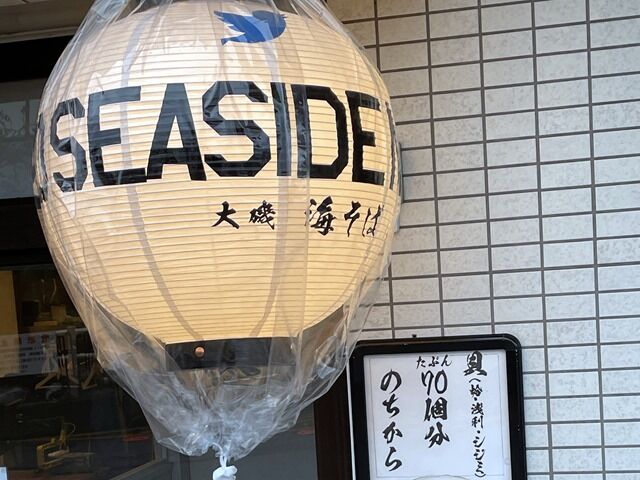 SEASIDE
大磯 海そば
貝(蛤・浅利・シジミ)
たぶん
70個分
のちから